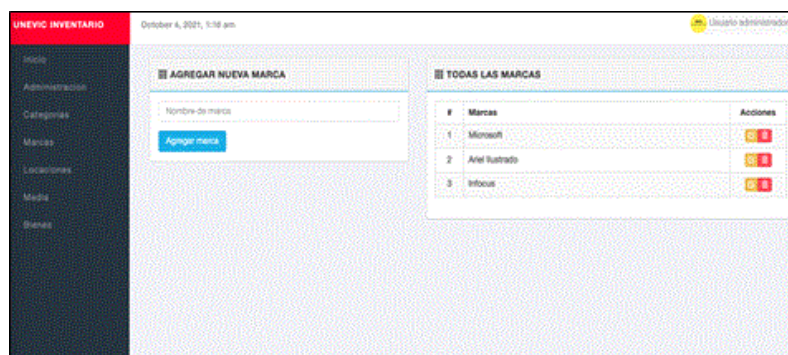 UNEVIC INVENTARIO
October 4, 2021, 1:10 am
Usuario administrador
Inicio
Administracion
Categorias
Marcas
Locaciones
Media
Bienes
AGREGAR NUEVA MARCA
Nombre de marca
Agregar marca
TODAS LAS MARCAS
# Marcas Acciones
1 Microsoft
2 Ariel Ilustrado
3 Infocus